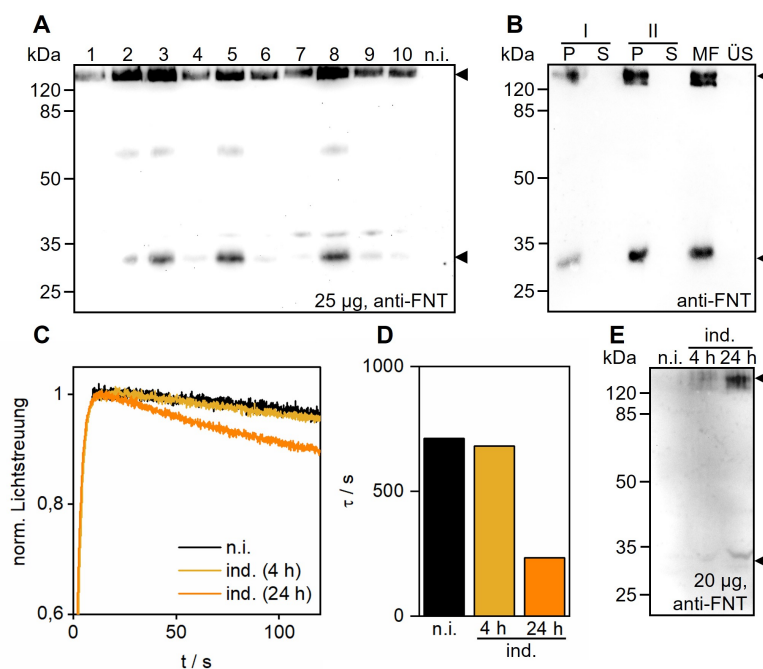 A
kDa 1 2 3 4 5 6 7 8 9 10 n.i.
120
85
50
35
25
25 µg, anti-FNT
B
I II
kDa P S P S MF ÜS
120
85
50
35
25
anti-FNT
C
norm. Lichtstreuung
1
0,8
0,6
0 50 100
t / s
n.i.
ind. (4 h)
ind. (24 h)
D
τ / s
1000
500
0
n.i. 4 h 24 h
ind.
E
ind.
kDa n.i. 4 h 24 h
120
85
50
35
25
20 µg,
anti-FNT